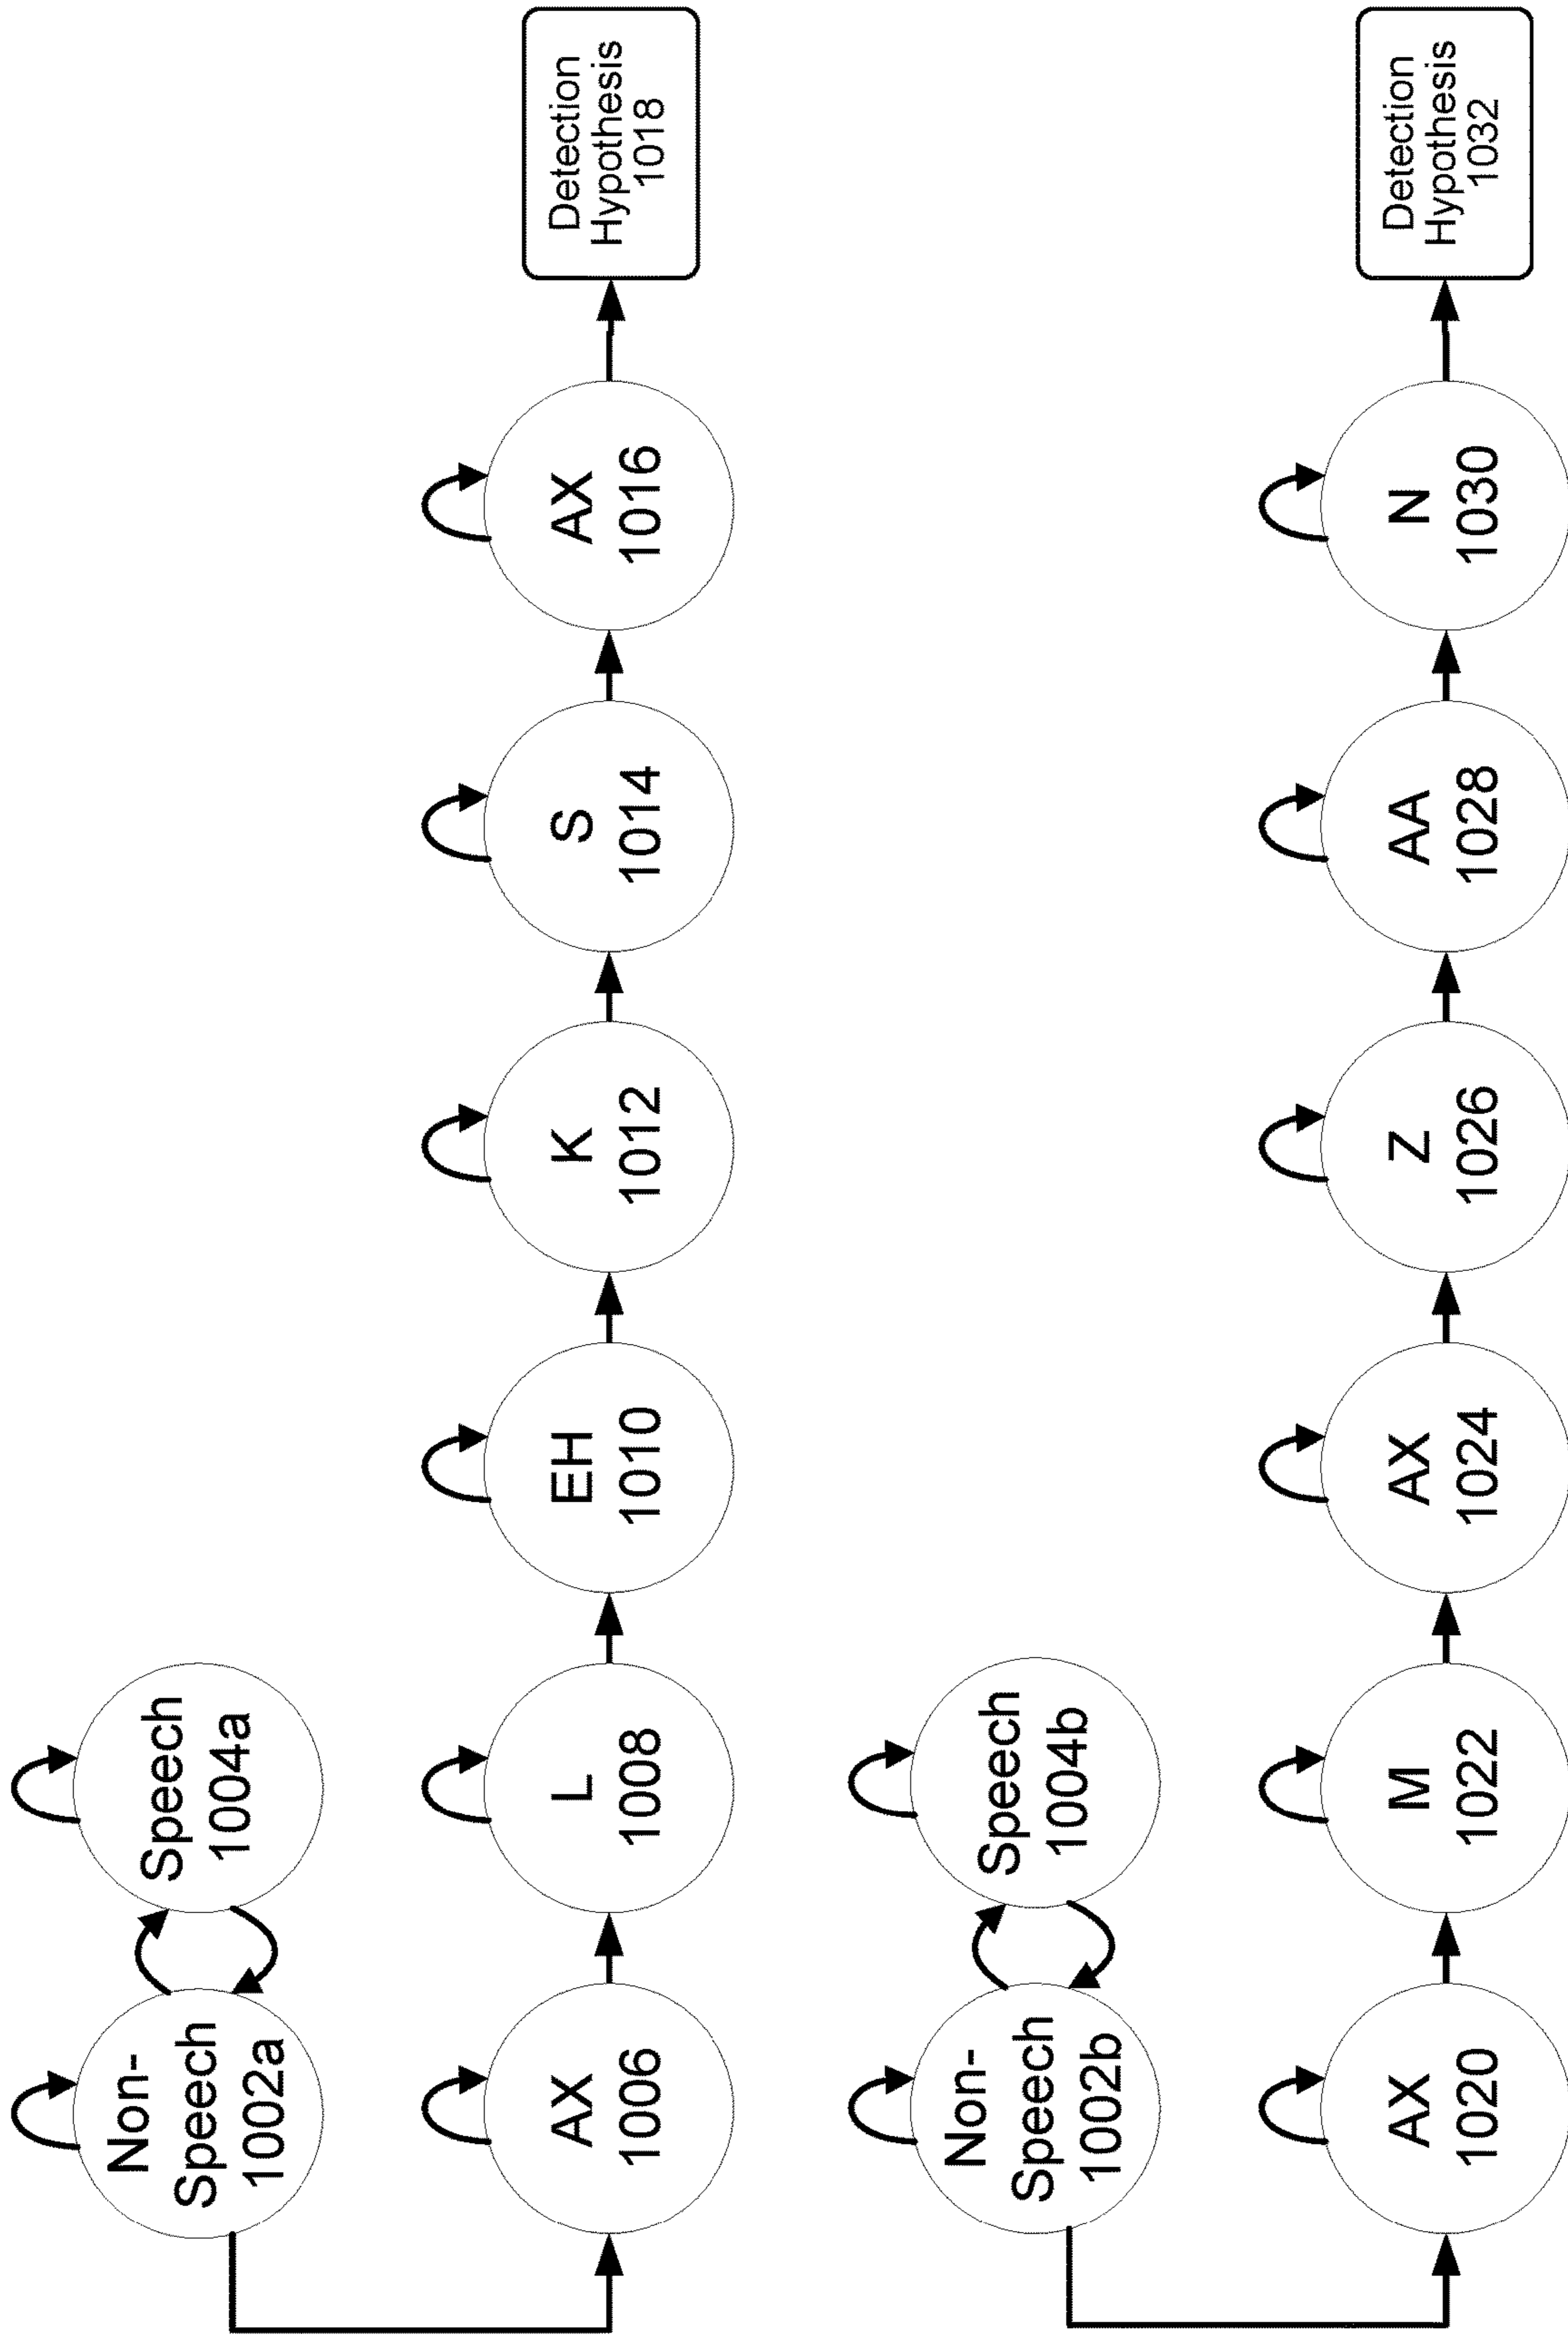 Non-
Speech
1002a
Speech
1004a
AX
1006
L
1008
EH
1010
K
1012
S
1014
AX
1016
Detection
Hypothesis
1018
Non-
Speech
1002b
Speech
1004b
AX
1020
M
1022
AX
1024
Z
1026
AA
1028
N
1030
Detection
Hypothesis
1032